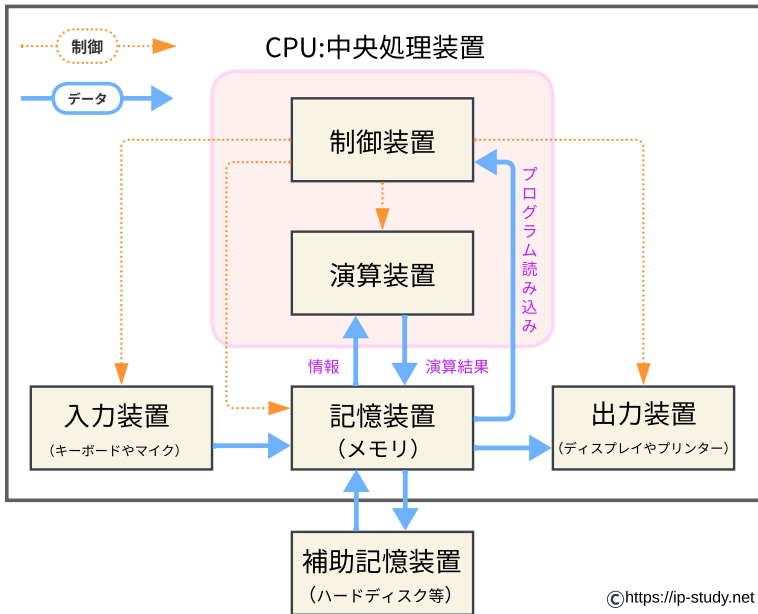 制御
データ
CPU:中央処理装置
制御装置
プログラム読み込み
演算装置
情報
演算結果
入力装置
（キーボードやマイク）
記憶装置
（メモリ）
出力装置
（ディスプレイやプリンター）
補助記憶装置
（ハードディスク等）
©https://ip-study.net